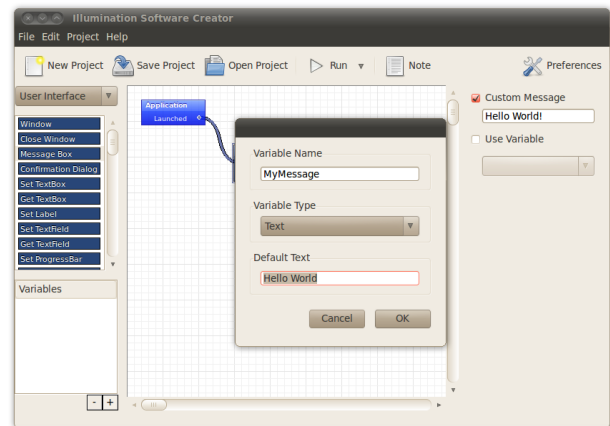 Illumination Software Creator
File Edit Project Help
New Project Save Project Open Project Run Note Preferences
User Interface
Window
Close Window
Message Box
Confirmation Dialog
Set TextBox
Get TextBox
Set Label
Set TextField
Get TextField
Set ProgressBar
Variables
- +
Application
Launched
Variable Name
MyMessage
Variable Type
Text
Default Text
Hello World
Cancel OK
Custom Message
Hello World!
Use Variable